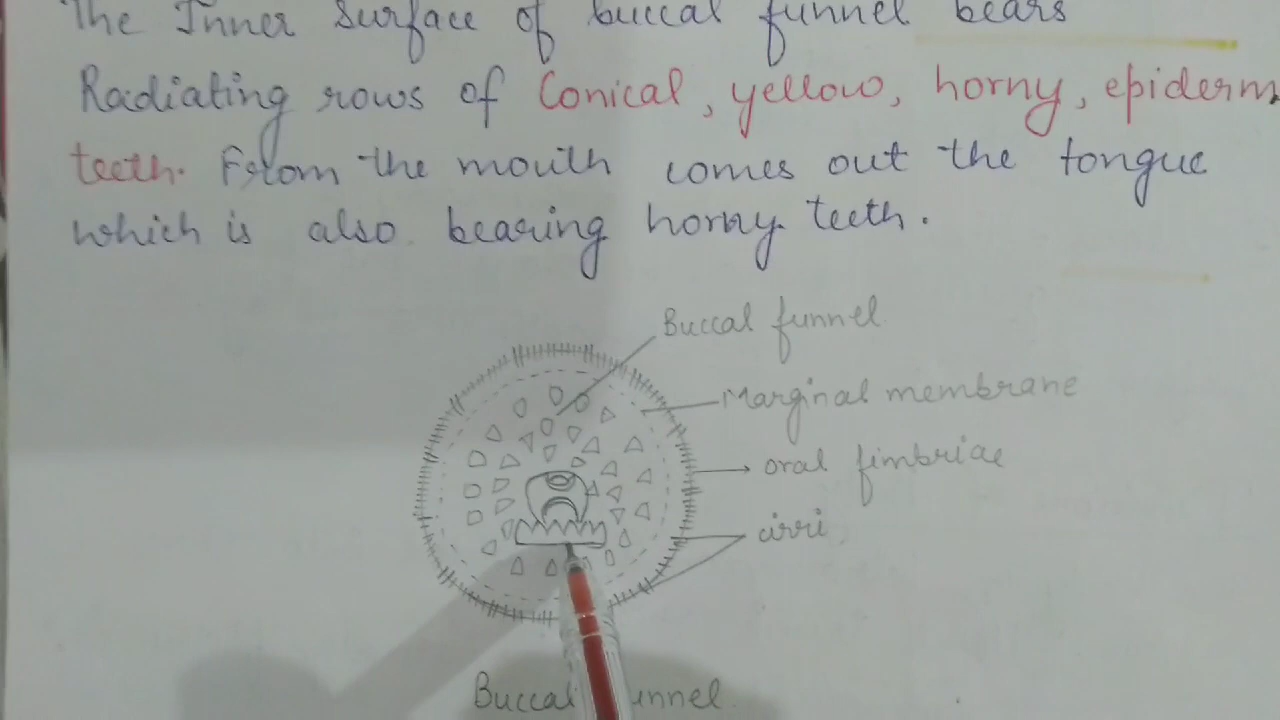 The Inner Surface of buccal funnel bears
Radiating rows of Conical, yellow, horny, epiderm
teeth. From the mouth comes out the tongue
which is also bearing horny teeth.
Buccal funnel
Marginal membrane
oral fimbriae
cirri
Buccal